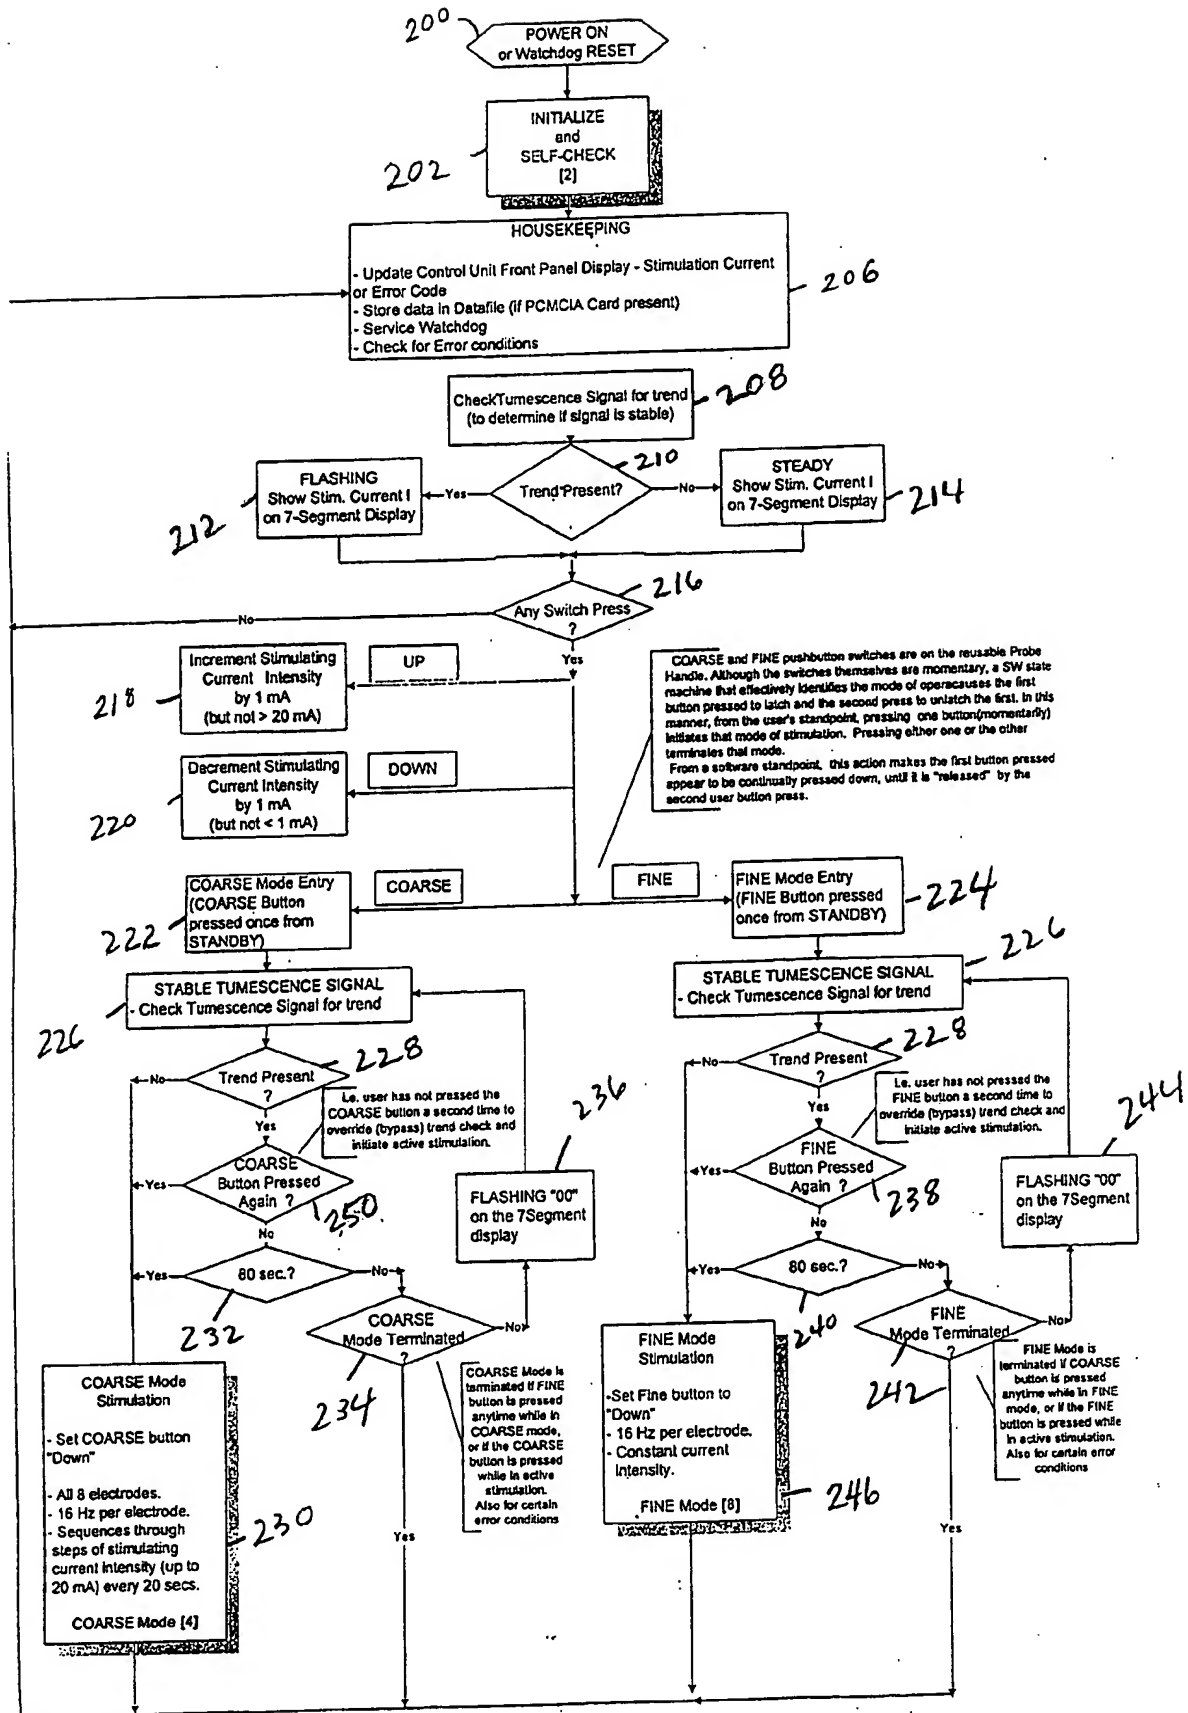 200
POWER ON
or Watchdog RESET
INITIALIZE
and
SELF-CHECK
[2]
202
HOUSEKEEPING
- Update Control Unit Front Panel Display - Stimulation Current
or Error Code
- Store data in Datafile (if PCMCIA Card present)
- Service Watchdog
- Check for Error conditions
206
CheckTumescence Signal for trend
(to determine if signal is stable)
208
210
Trend Present?
Yes
No
FLASHING
Show Stim. Current I
on 7-Segment Display
212
STEADY
Show Stim. Current I
on 7-Segment Display
214
216
Any Switch Press
?
No
Yes
Increment Stimulating
Current Intensity
by 1 mA
(but not > 20 mA)
218
UP
Decrement Stimulating
Current Intensity
by 1 mA
(but not < 1 mA)
220
DOWN
COARSE and FINE pushbutton switches are on the reusable Probe
Handle. Although the switches themselves are momentary, a SW state
machine that effectively identifies the mode of operacauses the first
button pressed to latch and the second press to unlatch the first. In this
manner, from the user's standpoint, pressing one button(momentarily)
initiates that mode of stimulation. Pressing either one or the other
terminates that mode.
From a software standpoint, this action makes the first button pressed
appear to be continually pressed down, until it is "released" by the
second user button press.
COARSE Mode Entry
(COARSE Button
pressed once from
STANDBY)
222
COARSE
FINE
FINE Mode Entry
(FINE Button pressed
once from STANDBY)
224
STABLE TUMESCENCE SIGNAL
- Check Tumescence Signal for trend
226
228
Trend Present
?
No
Yes
i.e. user has not pressed the
COARSE button a second time to
override (bypass) trend check and
initiate active stimulation.
COARSE
Button Pressed
Again ?
250
Yes
No
80 sec.?
232
Yes
No
236
FLASHING "00"
on the 7Segment
display
COARSE
Mode Terminated
?
234
No
Yes
COARSE Mode is
terminated if FINE
button is pressed
anytime while in
COARSE mode,
or if the COARSE
button is pressed
while in active
stimulation.
Also for certain
error conditions
COARSE Mode
Stimulation
- Set COARSE button
"Down"
- All 8 electrodes.
- 16 Hz per electrode.
- Sequences through
steps of stimulating
current intensity (up to
20 mA) every 20 secs.
COARSE Mode [4]
230
226
STABLE TUMESCENCE SIGNAL
- Check Tumescence Signal for trend
228
Trend Present
?
No
Yes
i.e. user has not pressed the
FINE button a second time to
override (bypass) trend check and
initiate active stimulation.
FINE
Button Pressed
Again ?
238
Yes
No
80 sec.?
240
Yes
No
244
FLASHING "00"
on the 7Segment
display
FINE
Mode Terminated
?
242
No
Yes
FINE Mode is
terminated if COARSE
button is pressed
anytime while in FINE
mode, or if the FINE
button is pressed while
in active stimulation.
Also for certain error
conditions
FINE Mode
Stimulation
-Set Fine button to
"Down"
- 16 Hz per electrode.
- Constant current
Intensity.
FINE Mode [8]
246